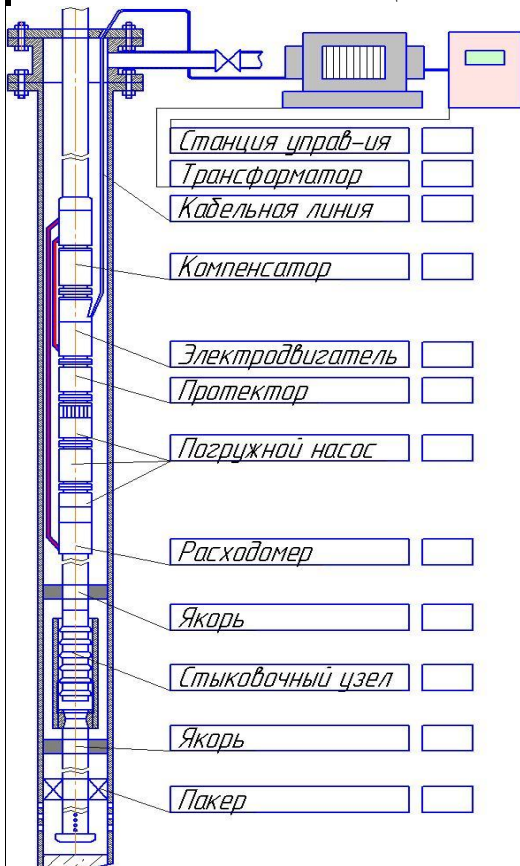 Станция управ-ия
Трансформатор
Кабельная линия
Компенсатор
Электродвигатель
Протектор
Погружной насос
Расходомер
Якорь
Стыковочный узел
Якорь
Пакер